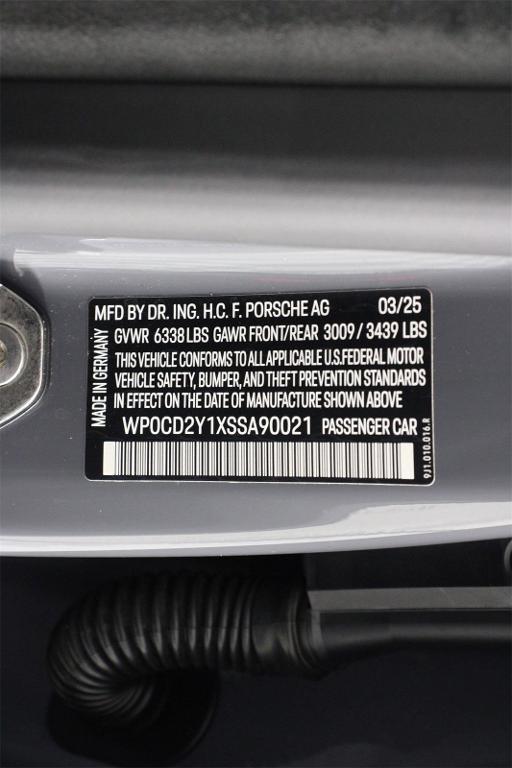 MFD BY DR. ING. H.C. F. PORSCHE AG 03/25
GVWR 6338 LBS GAWR FRONT/REAR 3009 / 3439 LBS
THIS VEHICLE CONFORMS TO ALL APPLICABLE U.S.FEDERAL MOTOR
VEHICLE SAFETY, BUMPER, AND THEFT PREVENTION STANDARDS
IN EFFECT ON THE DATE OF MANUFACTURE SHOWN ABOVE
WP0CD2Y1XSSA90021 PASSENGER CAR
MADE IN GERMANY
9J1.010.016.R